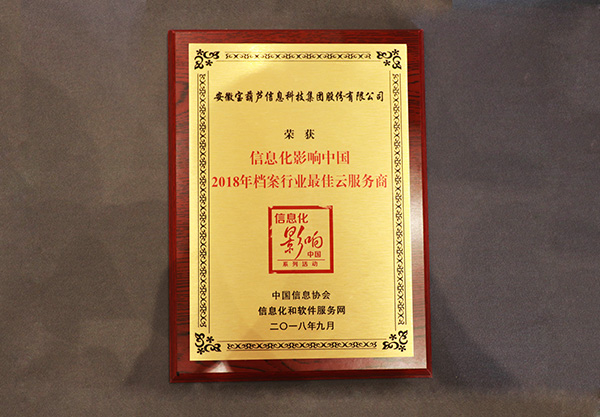 安徽宝葫芦信息科技集团股份有限公司
荣 获
信息化影响中国
2018年档案行业最佳云服务商
信息化
影响
中国
系列活动
中国信息协会
信息化和软件服务网
二〇一八年九月